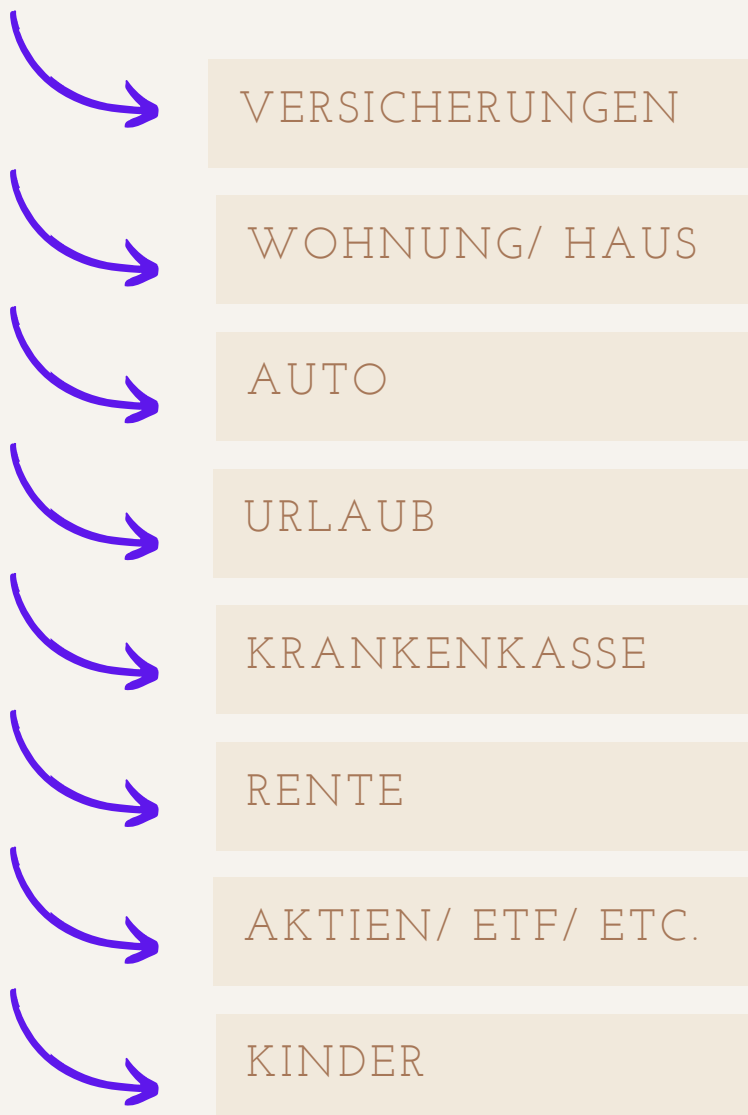 VERSICHERUNGEN
WOHNUNG/ HAUS
AUTO
URLAUB
KRANKENKASSE
RENTE
AKTIEN/ ETF/ ETC.
KINDER